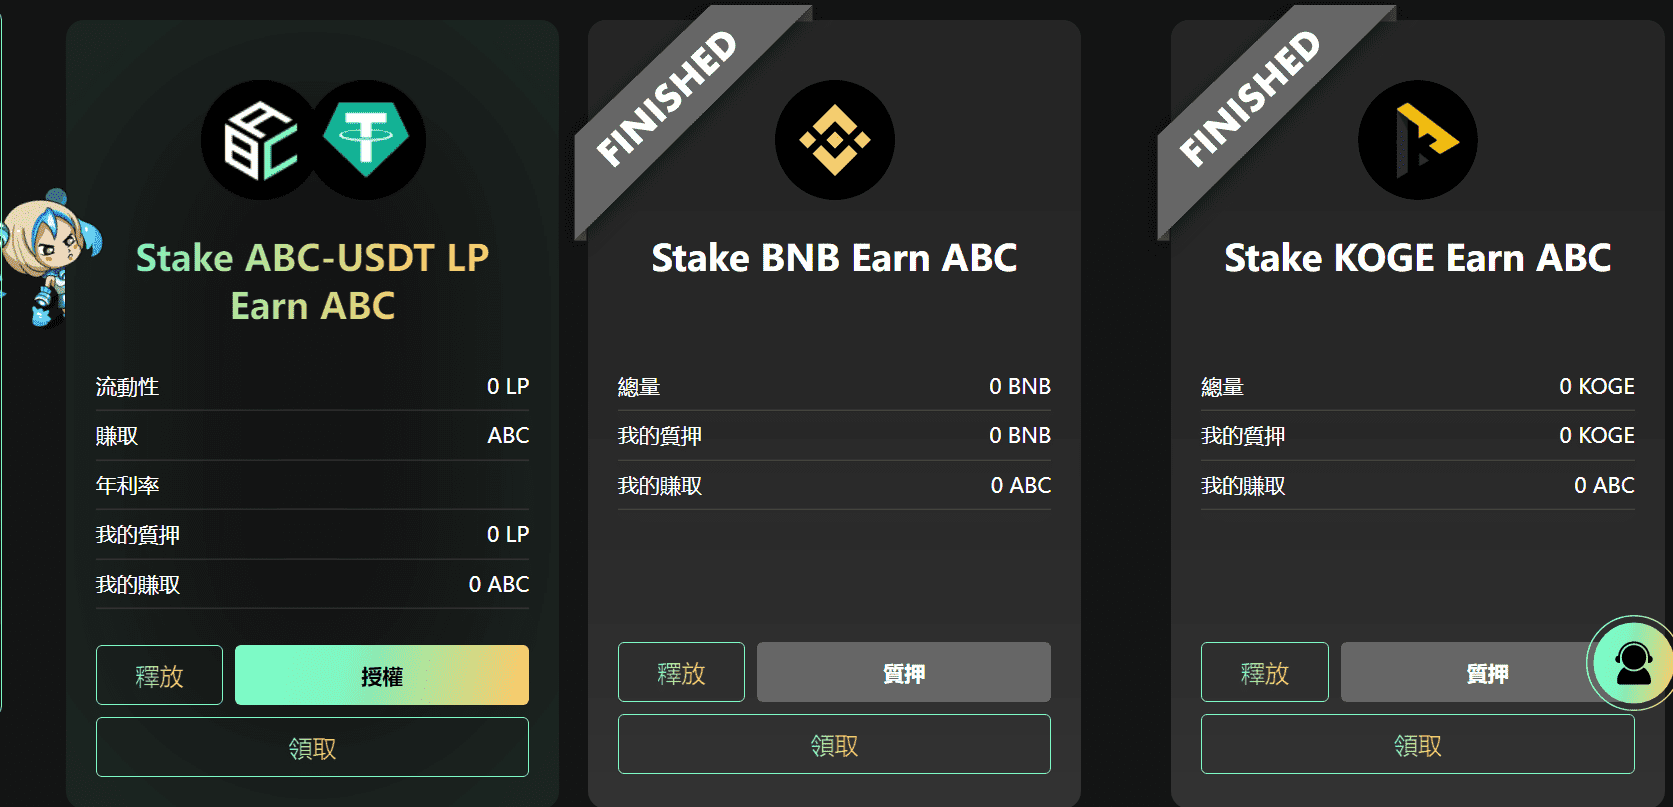 ABC
Stake ABC-USDT LP
Earn ABC
流動性 0 LP
賺取 ABC
年利率
我的質押 0 LP
我的賺取 0 ABC
釋放 授權
領取
FINISHED
Stake BNB Earn ABC
總量 0 BNB
我的質押 0 BNB
我的賺取 0 ABC
釋放 質押
領取
FINISHED
Stake KOGE Earn ABC
總量 0 KOGE
我的質押 0 KOGE
我的賺取 0 ABC
釋放 質押
領取